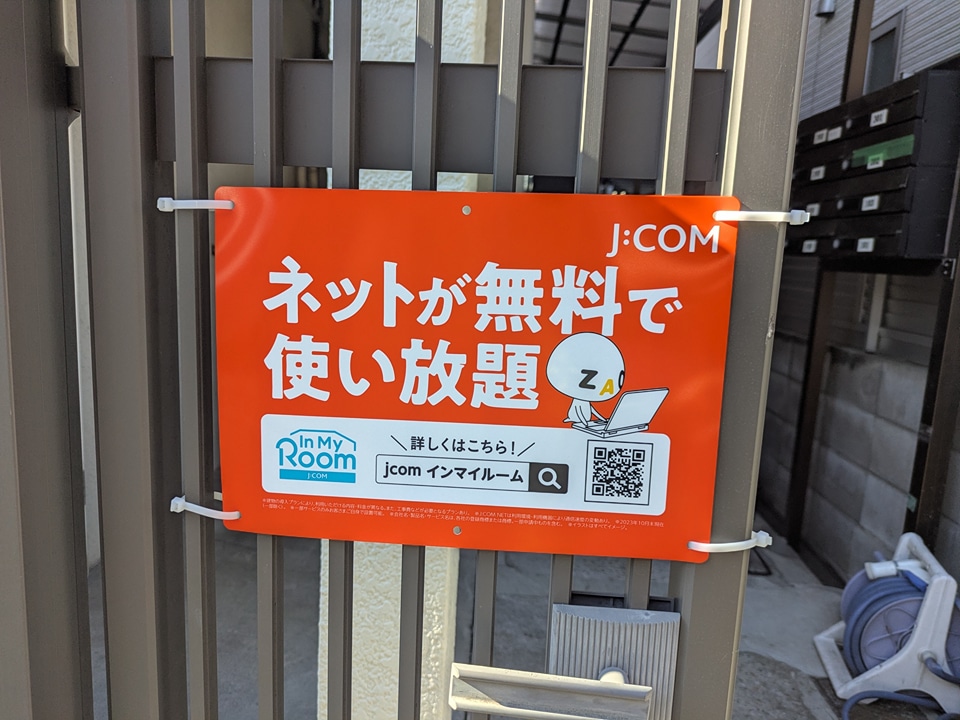 J:COM
ネットが無料で
使い放題
ZA
In My
Room
J:COM
＼詳しくはこちら!／
jcom インマイルーム